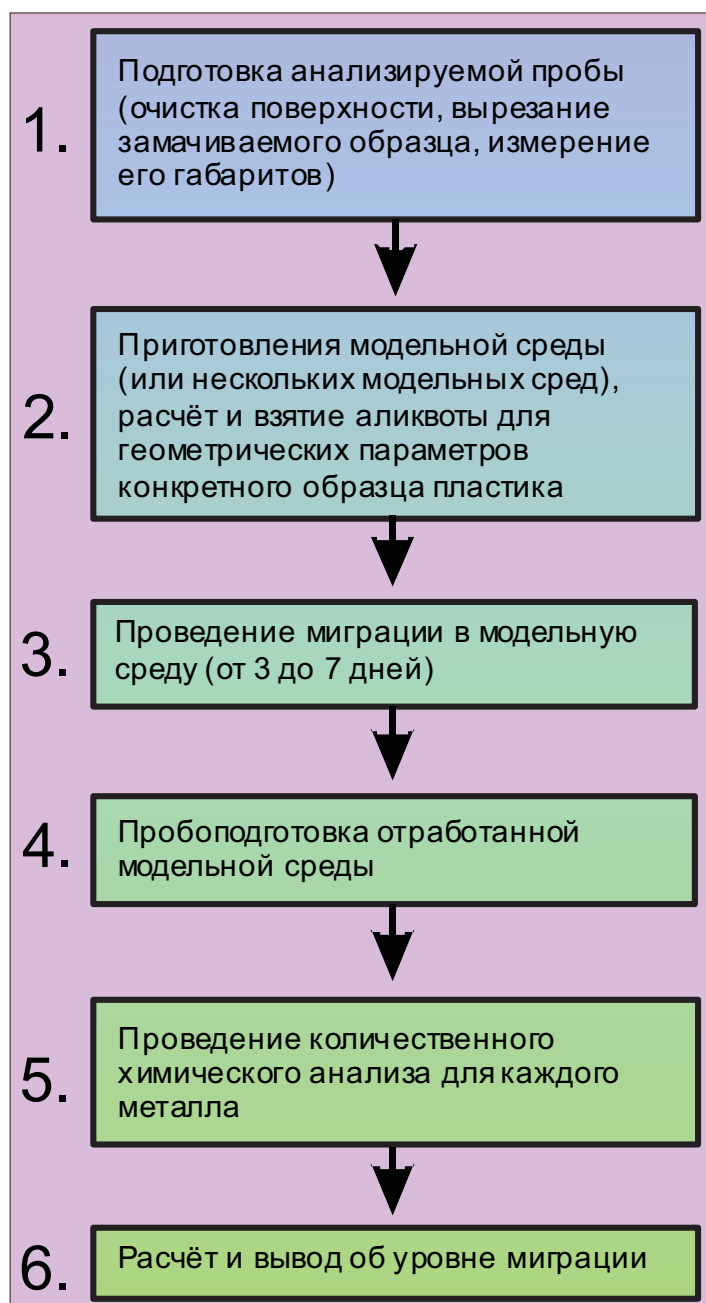 1.
Подготовка анализируемой пробы
(очистка поверхности, вырезание
замачиваемого образца, измерение
его габаритов)
2.
Приготовления модельной среды
(или нескольких модельных сред),
расчёт и взятие аликвоты для
геометрических параметров
конкретного образца пластика
3.
Проведение миграции в модельную
среду (от 3 до 7 дней)
4.
Пробоподготовка отработанной
модельной среды
5.
Проведение количественного
химического анализа для каждого
металла
6.
Расчёт и вывод об уровне миграции